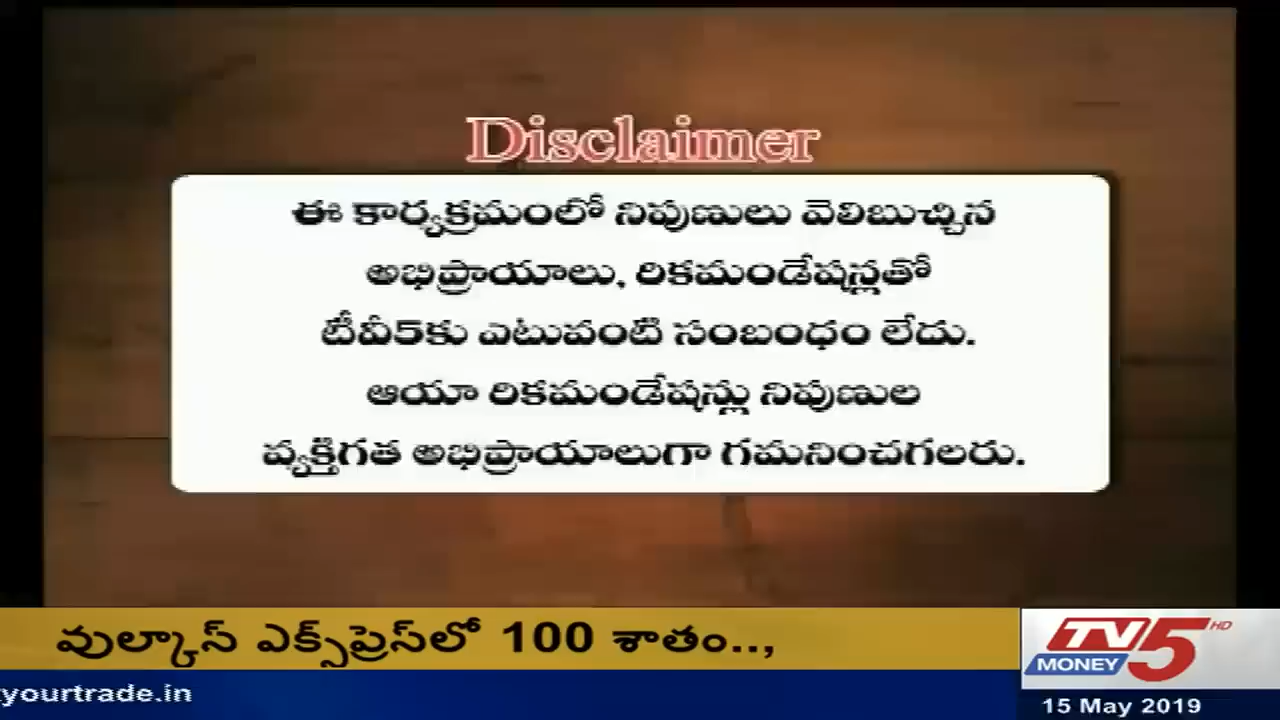 Disclaimer
ఈ కార్యక్రమంలో నిపుణులు వెలిబుచ్చిన
అభిప్రాయాలు, రికమండేషన్లతో
టీవీ5కు ఎటువంటి సంబంధం లేదు.
ఆయా రికమండేషన్లు నిపుణుల
వ్యక్తిగత అభిప్రాయాలుగా గమనించగలరు.
వుల్కాస్ ఎక్స్‌ప్రెస్‌లో 100 శాతం..,
TV5 HD
MONEY
yourtrade.in
15 May 2019